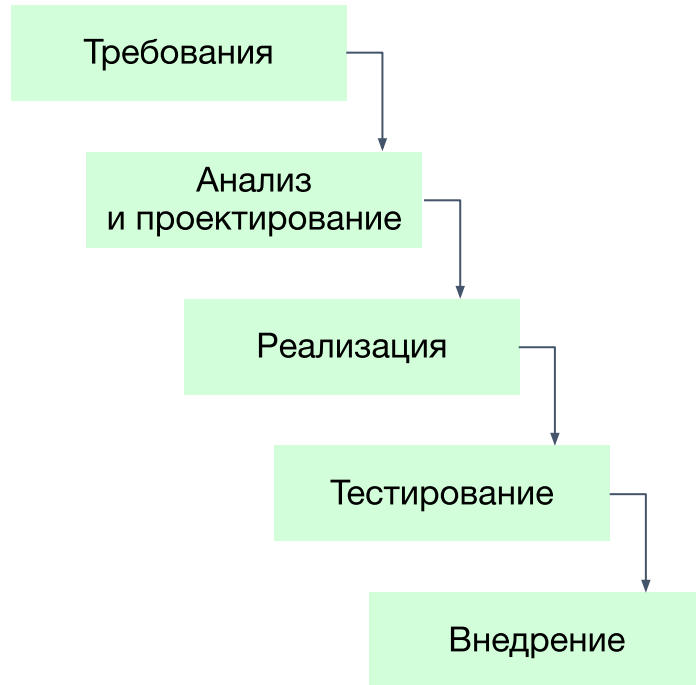 Требования
Анализ
и проектирование
Реализация
Тестирование
Внедрение